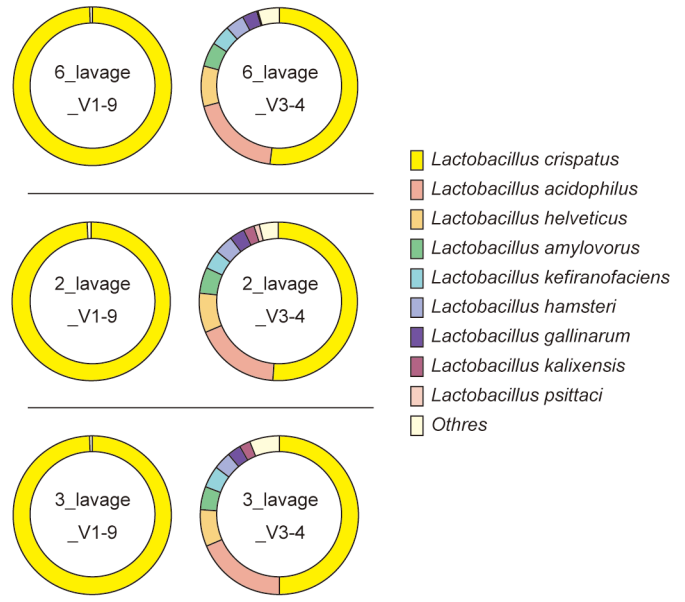 6_lavage
_V1-9
6_lavage
_V3-4
2_lavage
_V1-9
2_lavage
_V3-4
3_lavage
_V1-9
3_lavage
_V3-4
Lactobacillus crispatus
Lactobacillus acidophilus
Lactobacillus helveticus
Lactobacillus amylovorus
Lactobacillus kefiranofaciens
Lactobacillus hamsteri
Lactobacillus gallinarum
Lactobacillus kalixensis
Lactobacillus psittaci
Othres